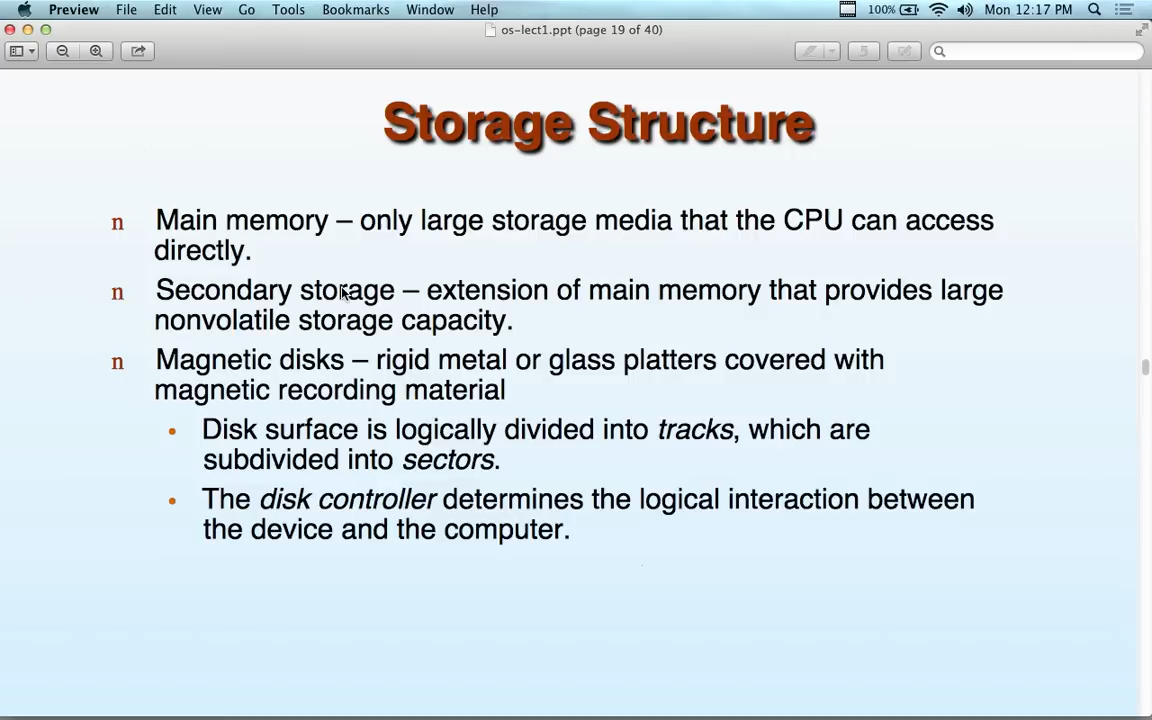 Preview File Edit View Go Tools Bookmarks Window Help 100% Mon 12:17 PM
os-lect1.ppt (page 19 of 40)
Storage Structure
n Main memory – only large storage media that the CPU can access
directly.
n Secondary storage – extension of main memory that provides large
nonvolatile storage capacity.
n Magnetic disks – rigid metal or glass platters covered with
magnetic recording material
• Disk surface is logically divided into tracks, which are
subdivided into sectors.
• The disk controller determines the logical interaction between
the device and the computer.